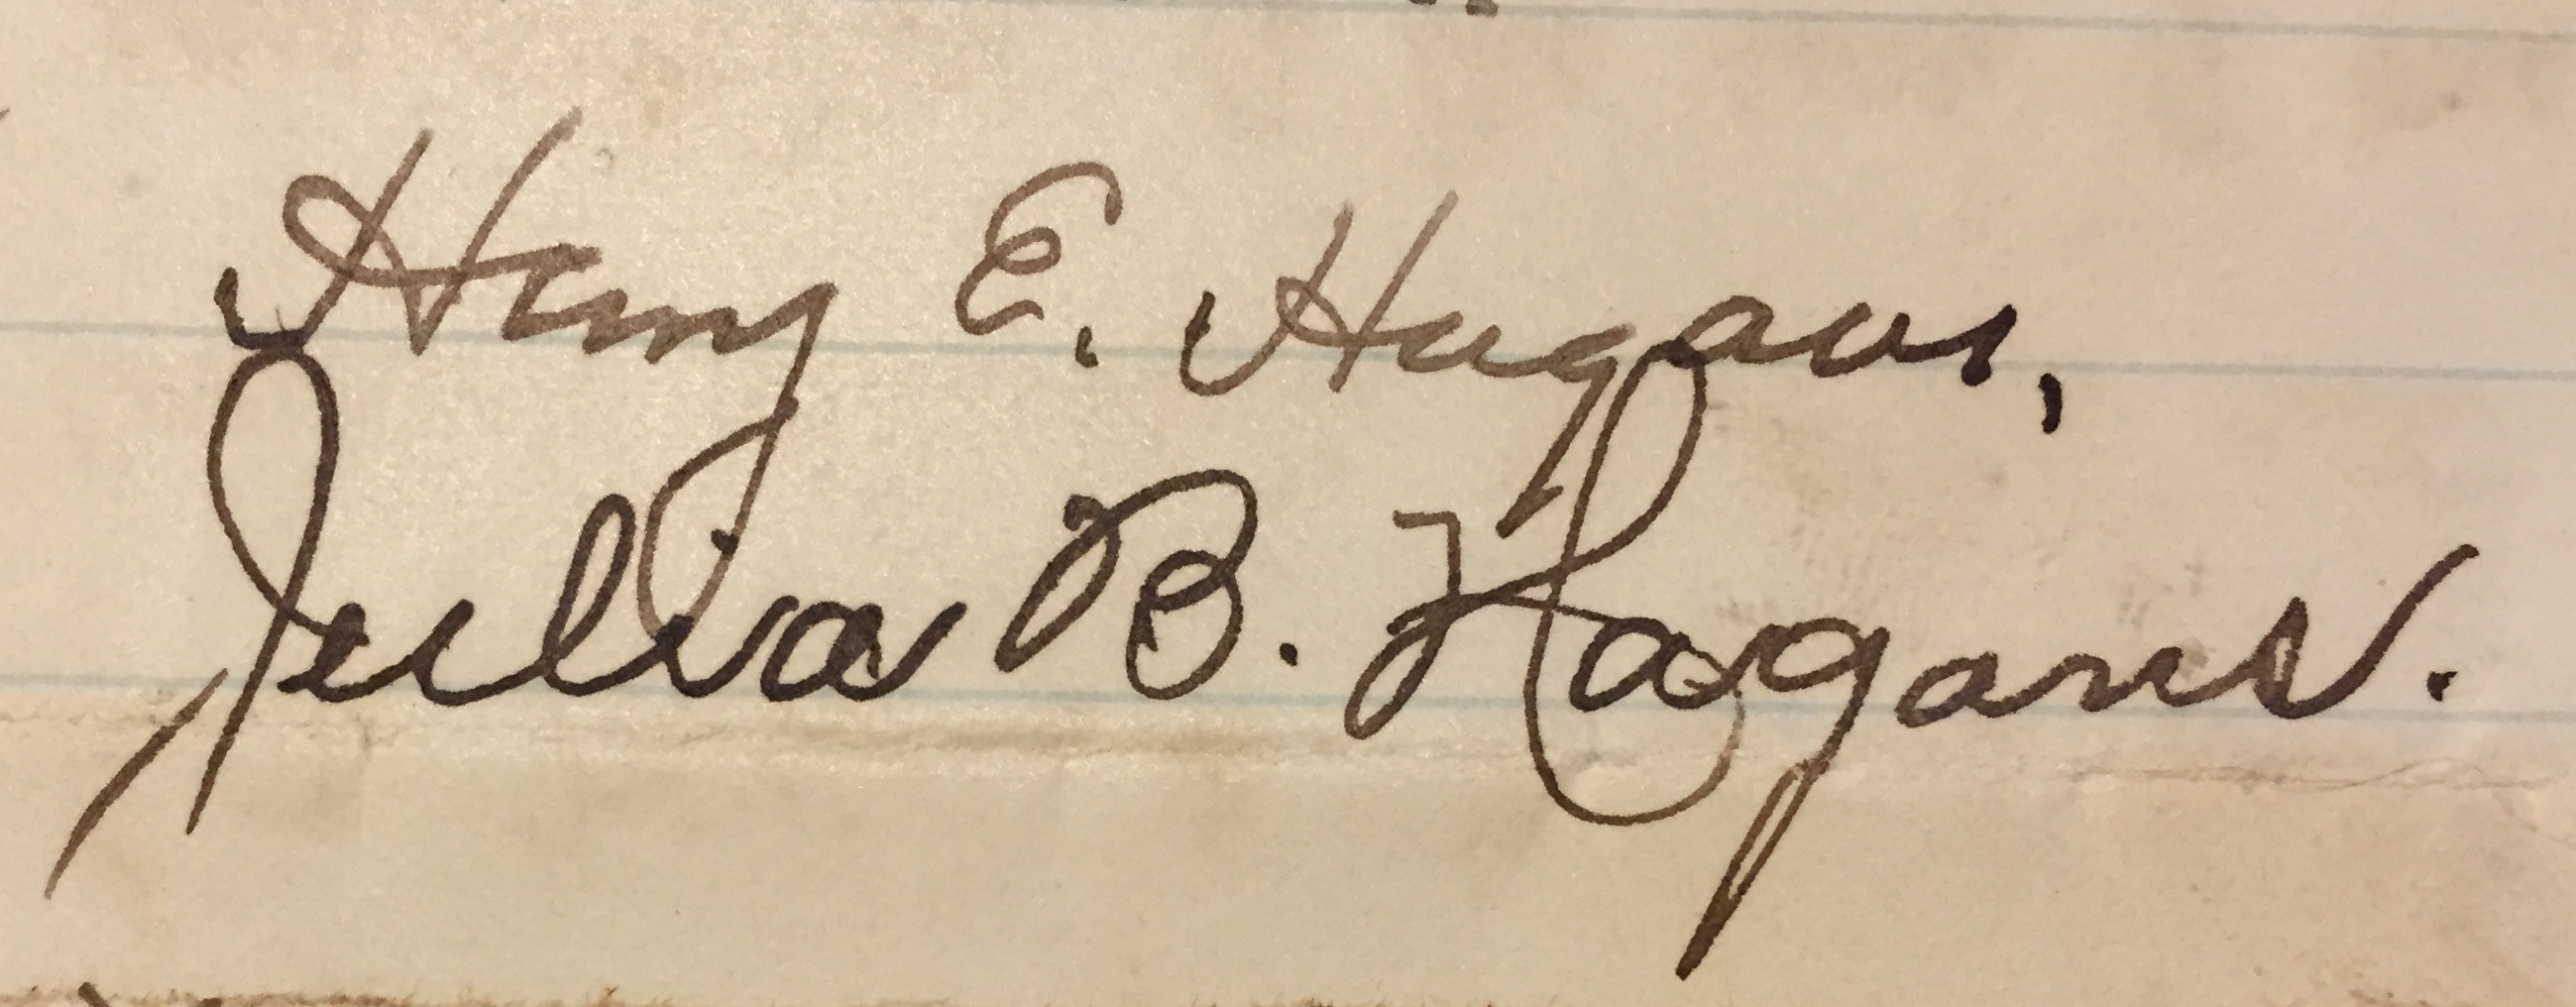 Henry E. Hagans,
Julia B. Hagans.